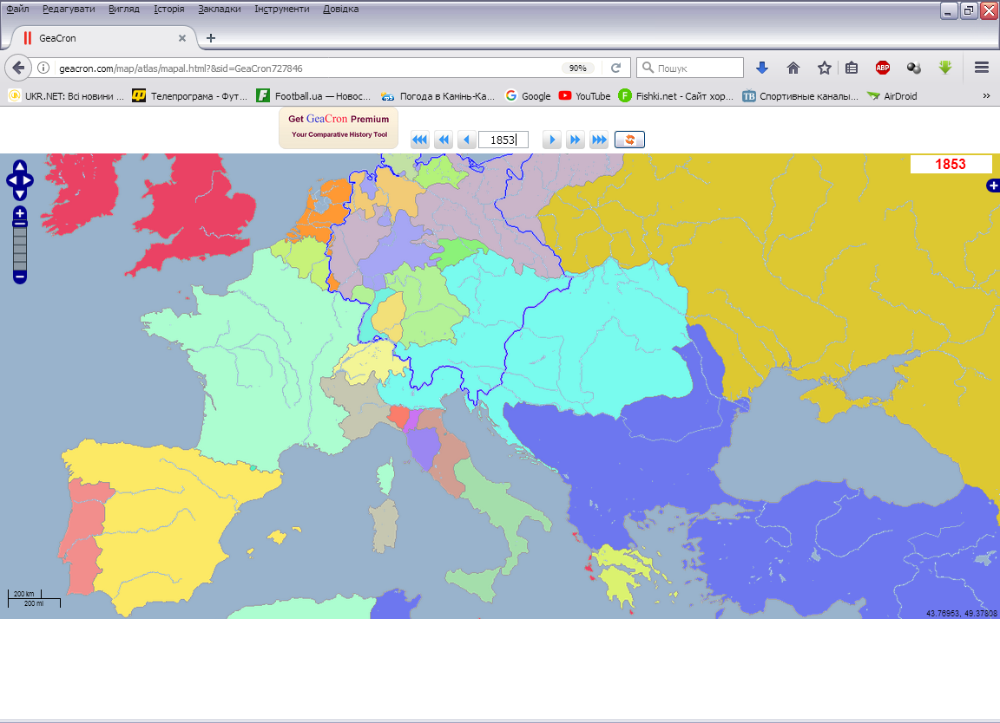 Файл Редагувати Вигляд Історія Закладки Інструменти Довідка
GeaCron
geacron.com/map/atlas/mapal.html?&sid=GeaCron727846 90% Пошук
UKR.NET: Всі новини ... Телепрограма - Фут... Football.ua — Новос... Погода в Камінь-Ка... Google YouTube Fishki.net - Сайт хор... Спортивные каналы... AirDroid
Get GeaCron Premium
Your Comparative History Tool
1853
1853
200 km
200 mi
43.76953, 49.37808